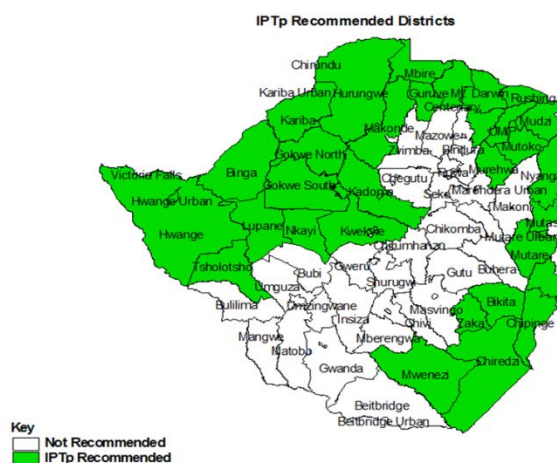 IPTp Recommended Districts
Chirundu
Mbire
Kariba Urban
Hurungwe
Guruve
Mt Darwin
Centenary
Rushinga
Kariba
Mudzi
Makonde
Mazowe
UMP
Zvimba
Bindura
Mutoko
Gokwe North
Murehwa
Victoria Falls
Binga
Chegutu
Nyanga
Gokwe South
Kadoma
Seke
Marondera Urban
Hwange Urban
Makoni
Mutasa
Lupane
Nkayi
Kwekwe
Chikomba
Mutare Urban
Hwange
Chirumhanzu
Mutare
Tsholotsho
Bubi
Gweru
Gutu
Buhera
Umguza
Shurugwi
Bulilima
Umzingwane
Bikita
Insiza
Masvingo
Zaka
Chipinge
Mangwe
Chivi
Matobo
Mberengwa
Gwanda
Mwenezi
Chiredzi
Beitbridge
Beitbridge Urban
Key
Not Recommended
IPTp Recommended